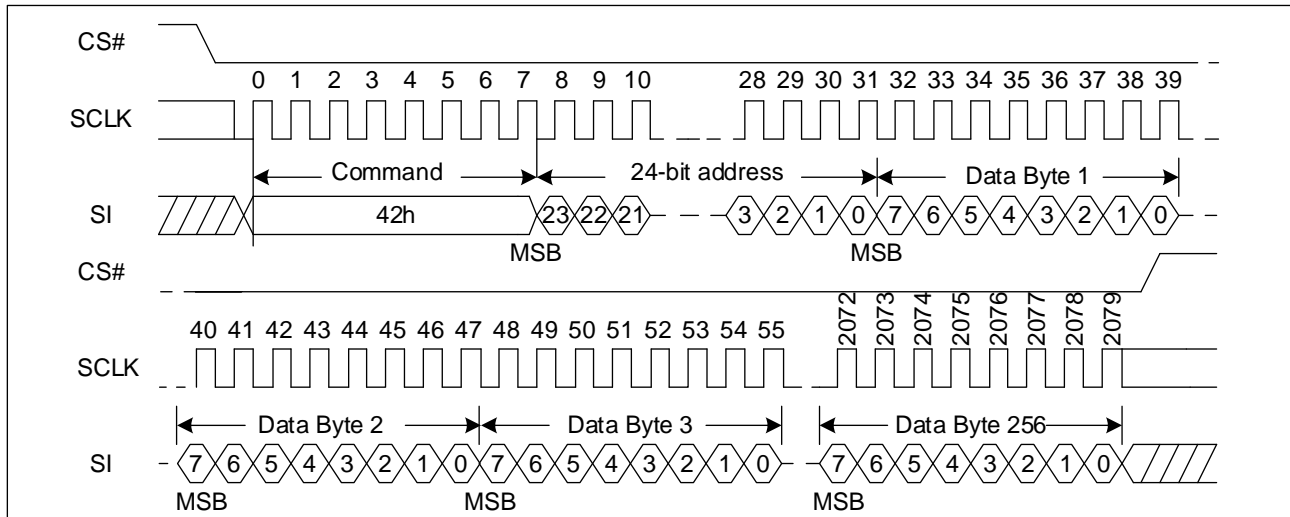 CS#
0 1 2 3 4 5 6 7 8 9 10 28 29 30 31 32 33 34 35 36 37 38 39
SCLK
Command 24-bit address Data Byte 1
SI 42h 23 22 21 3 2 1 0 7 6 5 4 3 2 1 0
MSB MSB
CS#
40 41 42 43 44 45 46 47 48 49 50 51 52 53 54 55 2072 2073 2074 2075 2076 2077 2078 2079
SCLK
Data Byte 2 Data Byte 3 Data Byte 256
SI 7 6 5 4 3 2 1 0 7 6 5 4 3 2 1 0 7 6 5 4 3 2 1 0
MSB MSB MSB